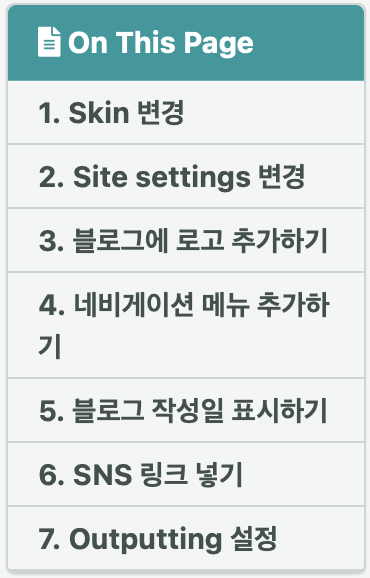 On This Page
1. Skin 변경
2. Site settings 변경
3. 블로그에 로고 추가하기
4. 네비게이션 메뉴 추가하
기
5. 블로그 작성일 표시하기
6. SNS 링크 넣기
7. Outputting 설정